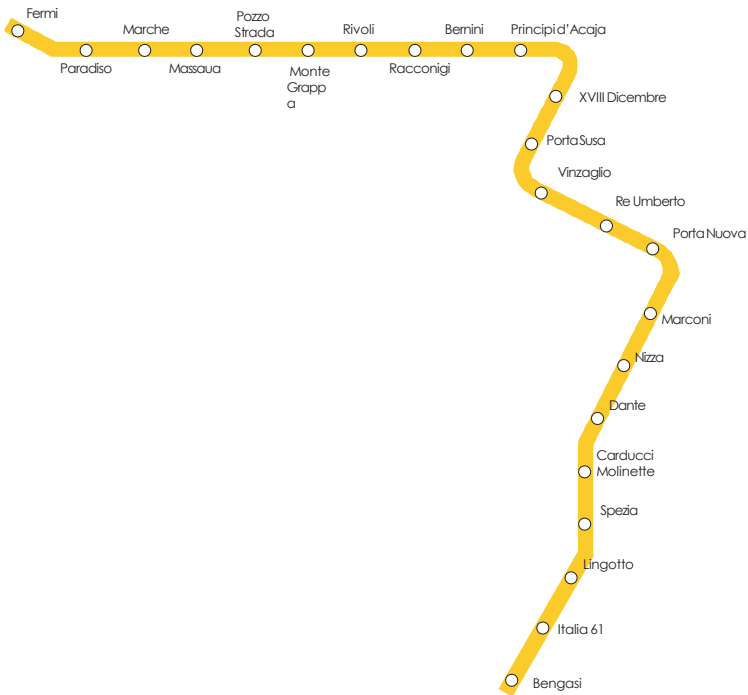 Fermi
Paradiso
Marche
Massaua
Pozzo
Strada
Monte
Grapp
a
Rivoli
Racconigi
Bernini
Principi d'Acaja
XVIII Dicembre
Porta Susa
Vinzaglio
Re Umberto
Porta Nuova
Marconi
Nizza
Dante
Carducci
Molinette
Spezia
Lingotto
Italia 61
Bengasi